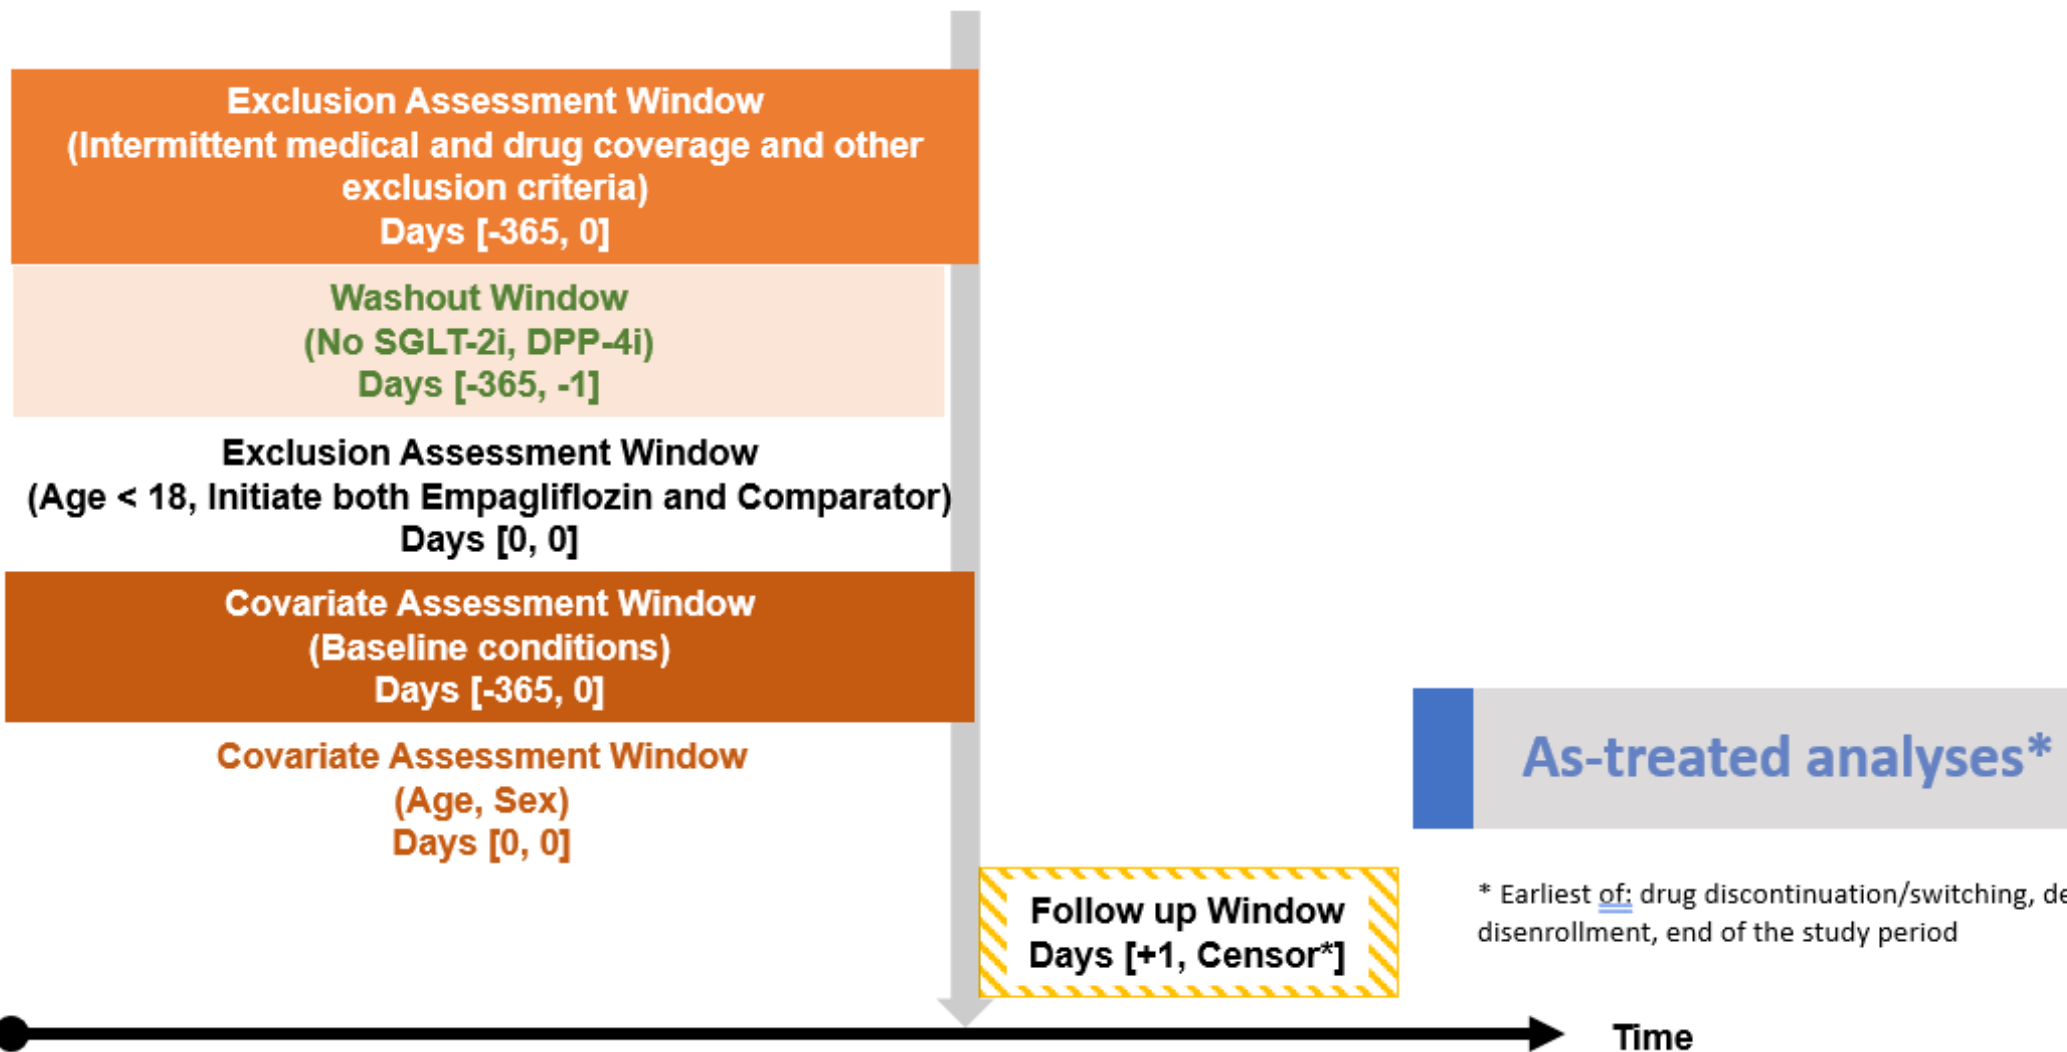 Exclusion Assessment Window
(Intermittent medical and drug coverage and other
exclusion criteria)
Days [-365, 0]
Washout Window
(No SGLT-2i, DPP-4i)
Days [-365, -1]
Exclusion Assessment Window
(Age < 18, Initiate both Empagliflozin and Comparator)
Days [0, 0]
Covariate Assessment Window
(Baseline conditions)
Days [-365, 0]
Covariate Assessment Window
(Age, Sex)
Days [0, 0]
As-treated analyses*
Follow up Window
Days [+1, Censor*]
* Earliest of: drug discontinuation/switching,
disenrollment, end of the study period
Time